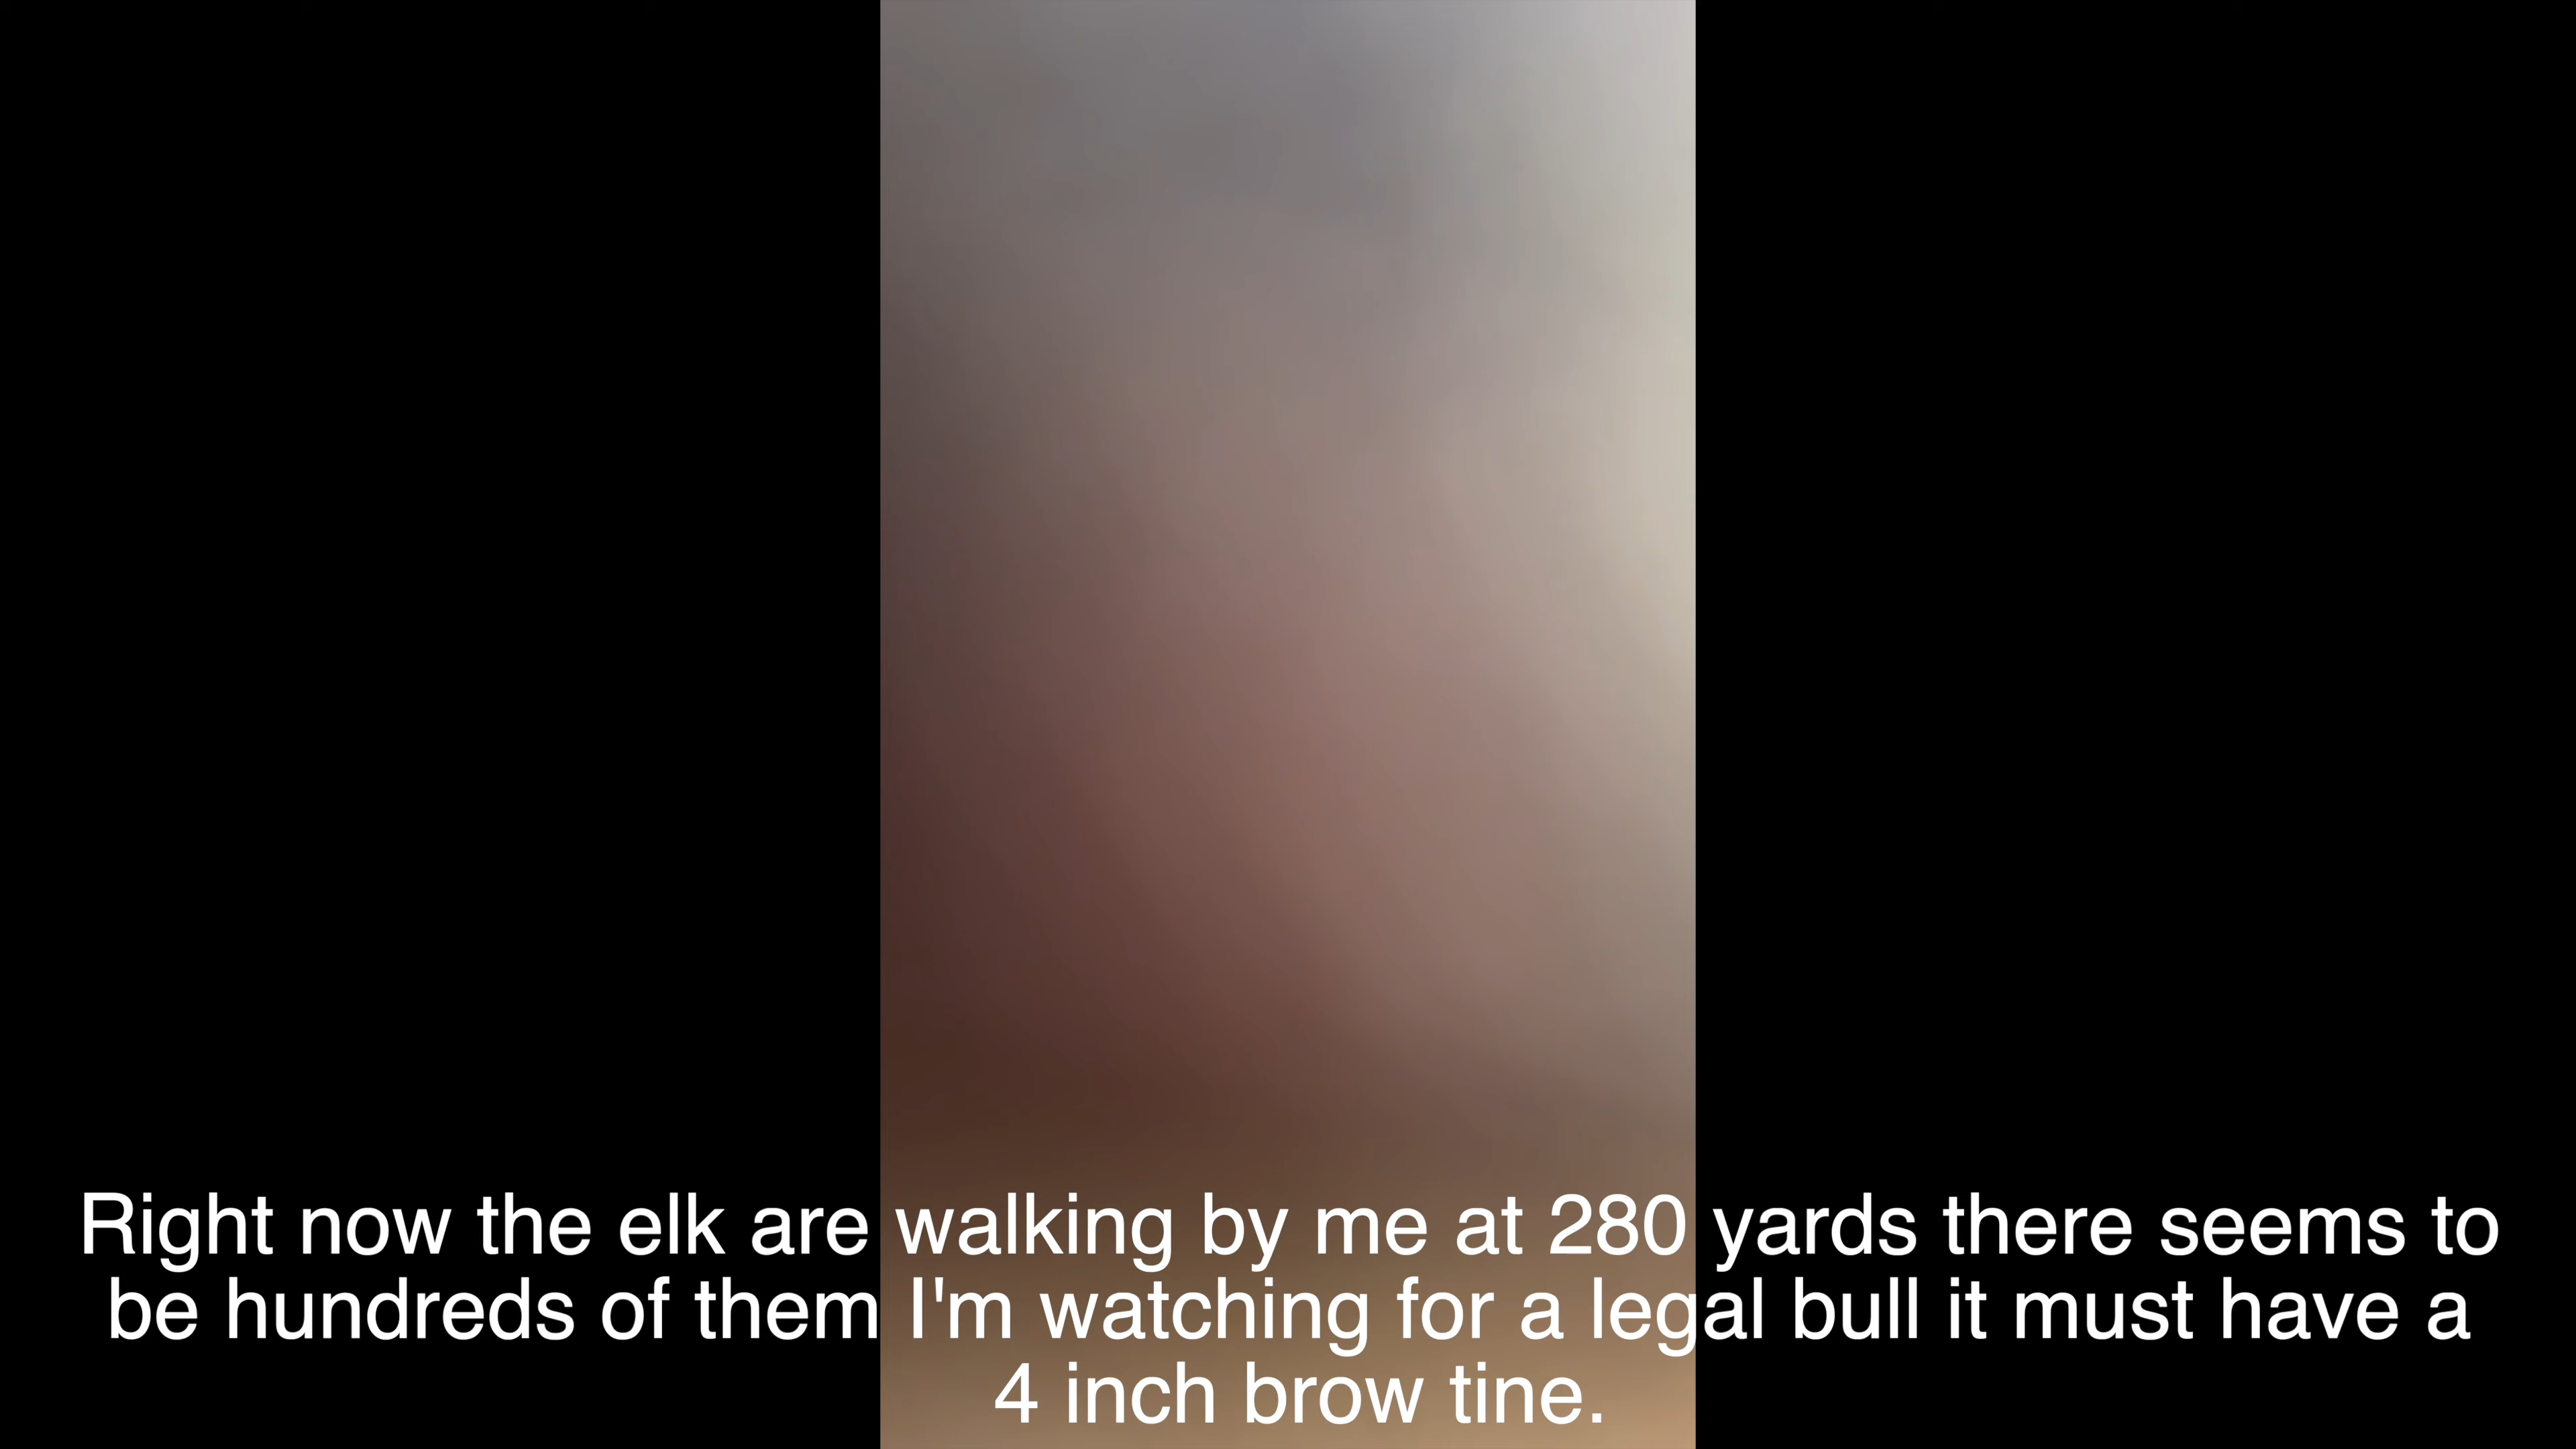 Right now the elk are walking by me at 280 yards there seems to
be hundreds of them I'm watching for a legal bull it must have a
4 inch brow tine.